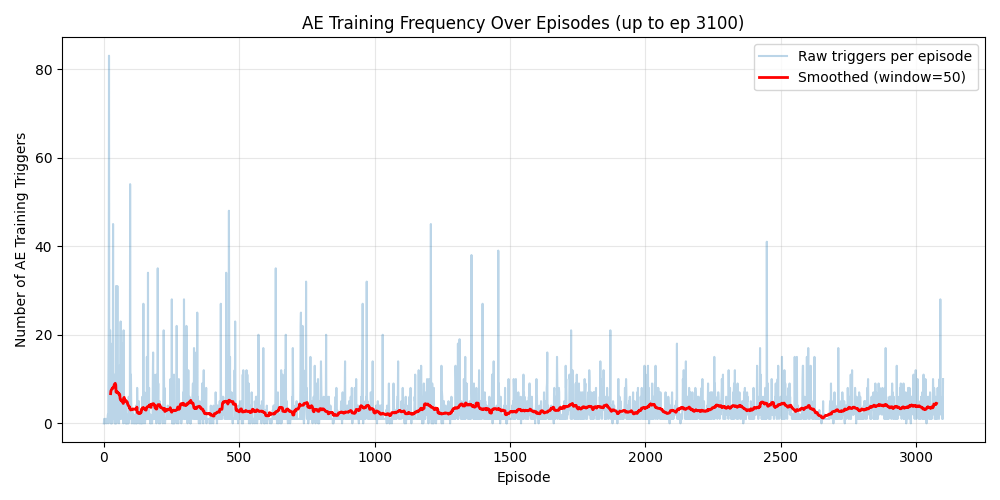 AE Training Frequency Over Episodes (up to ep 3100)
Raw triggers per episode
Smoothed (window=50)
Number of AE Training Triggers
80
60
40
20
0
0 500 1000 1500 2000 2500 3000
Episode